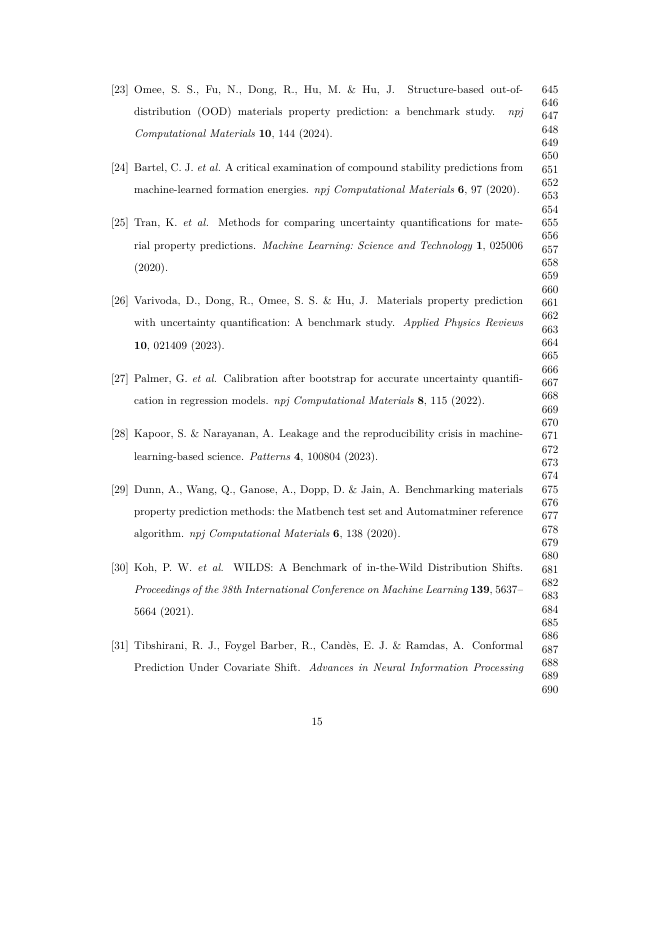 [23] Omee, S. S., Fu, N., Dong, R., Hu, M. & Hu, J. Structure-based out-of-
distribution (OOD) materials property prediction: a benchmark study. npj
Computational Materials 10, 144 (2024).
[24] Bartel, C. J. et al. A critical examination of compound stability predictions from
machine-learned formation energies. npj Computational Materials 6, 97 (2020).
[25] Tran, K. et al. Methods for comparing uncertainty quantifications for mate-
rial property predictions. Machine Learning: Science and Technology 1, 025006
(2020).
[26] Varivoda, D., Dong, R., Omee, S. S. & Hu, J. Materials property prediction
with uncertainty quantification: A benchmark study. Applied Physics Reviews
10, 021409 (2023).
[27] Palmer, G. et al. Calibration after bootstrap for accurate uncertainty quantifi-
cation in regression models. npj Computational Materials 8, 115 (2022).
[28] Kapoor, S. & Narayanan, A. Leakage and the reproducibility crisis in machine-
learning-based science. Patterns 4, 100804 (2023).
[29] Dunn, A., Wang, Q., Ganose, A., Dopp, D. & Jain, A. Benchmarking materials
property prediction methods: the Matbench test set and Automatminer reference
algorithm. npj Computational Materials 6, 138 (2020).
[30] Koh, P. W. et al. WILDS: A Benchmark of in-the-Wild Distribution Shifts.
Proceedings of the 38th International Conference on Machine Learning 139, 5637–
5664 (2021).
[31] Tibshirani, R. J., Foygel Barber, R., Candès, E. J. & Ramdas, A. Conformal
Prediction Under Covariate Shift. Advances in Neural Information Processing
645
646
647
648
649
650
651
652
653
654
655
656
657
658
659
660
661
662
663
664
665
666
667
668
669
670
671
672
673
674
675
676
677
678
679
680
681
682
683
684
685
686
687
688
689
690
15